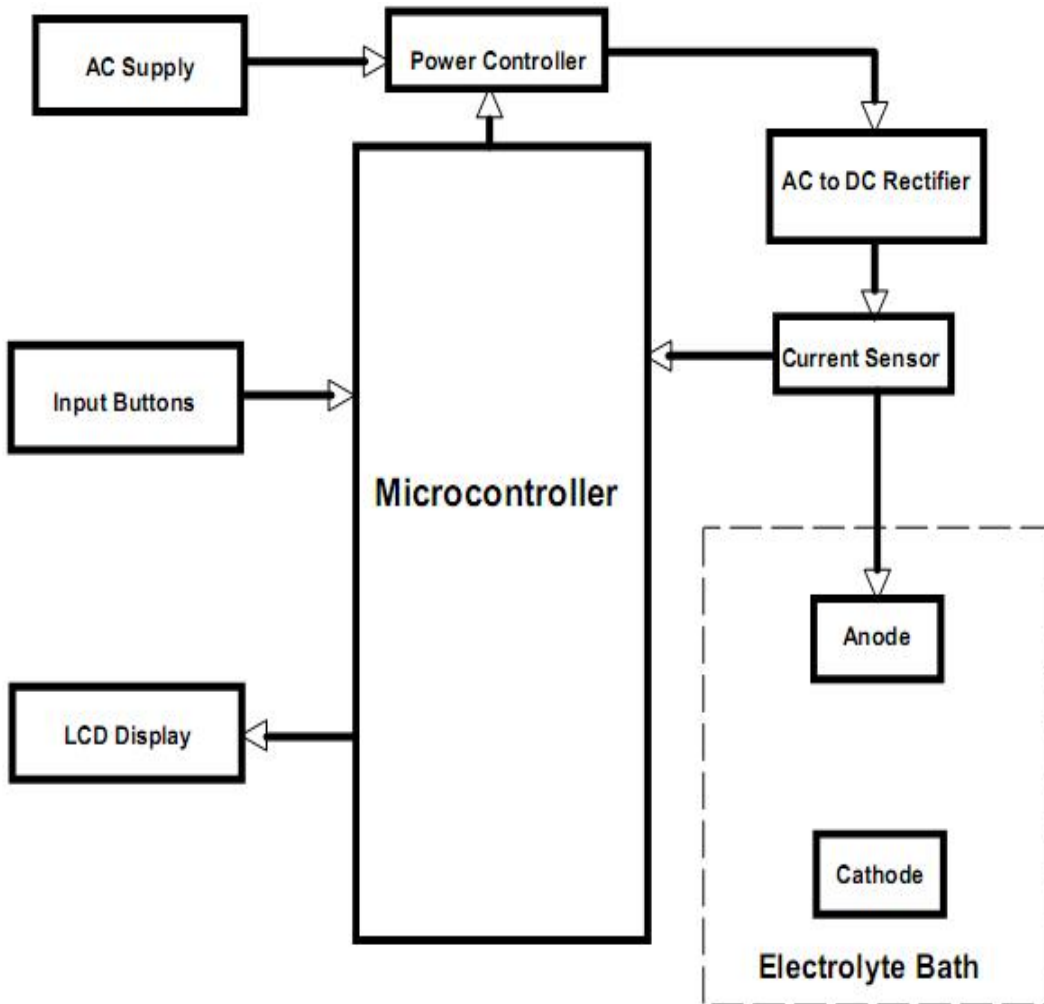 AC Supply
Power Controller
AC to DC Rectifier
Current Sensor
Input Buttons
Microcontroller
Anode
LCD Display
Cathode
Electrolyte Bath